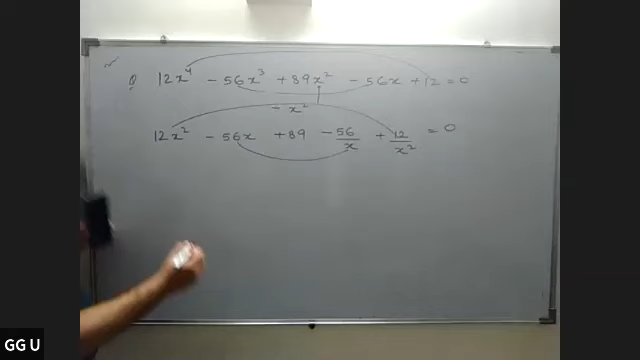 Q 12x⁴ - 56x³ + 89x² - 56x + 12 = 0
÷ x²
12x² - 56x + 89 - 56/x + 12/x² = 0
GG U